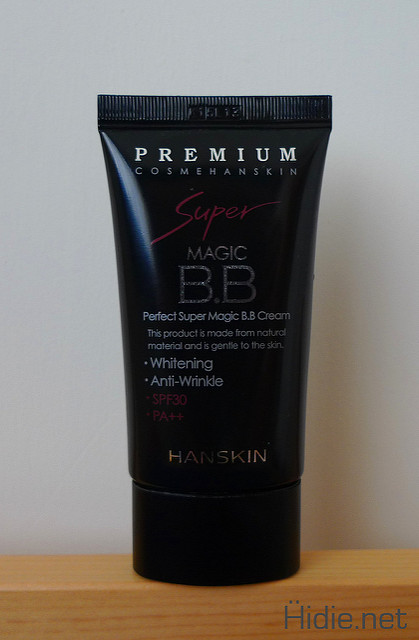 PREMIUM
COSMEHANSKIN
Super
MAGIC
B.B
Perfect Super Magic B.B Cream
This product is made from natural
material and is gentle to the skin.
• Whitening
• Anti-Wrinkle
• SPF30
• PA++
HANSKIN
Hidie.net